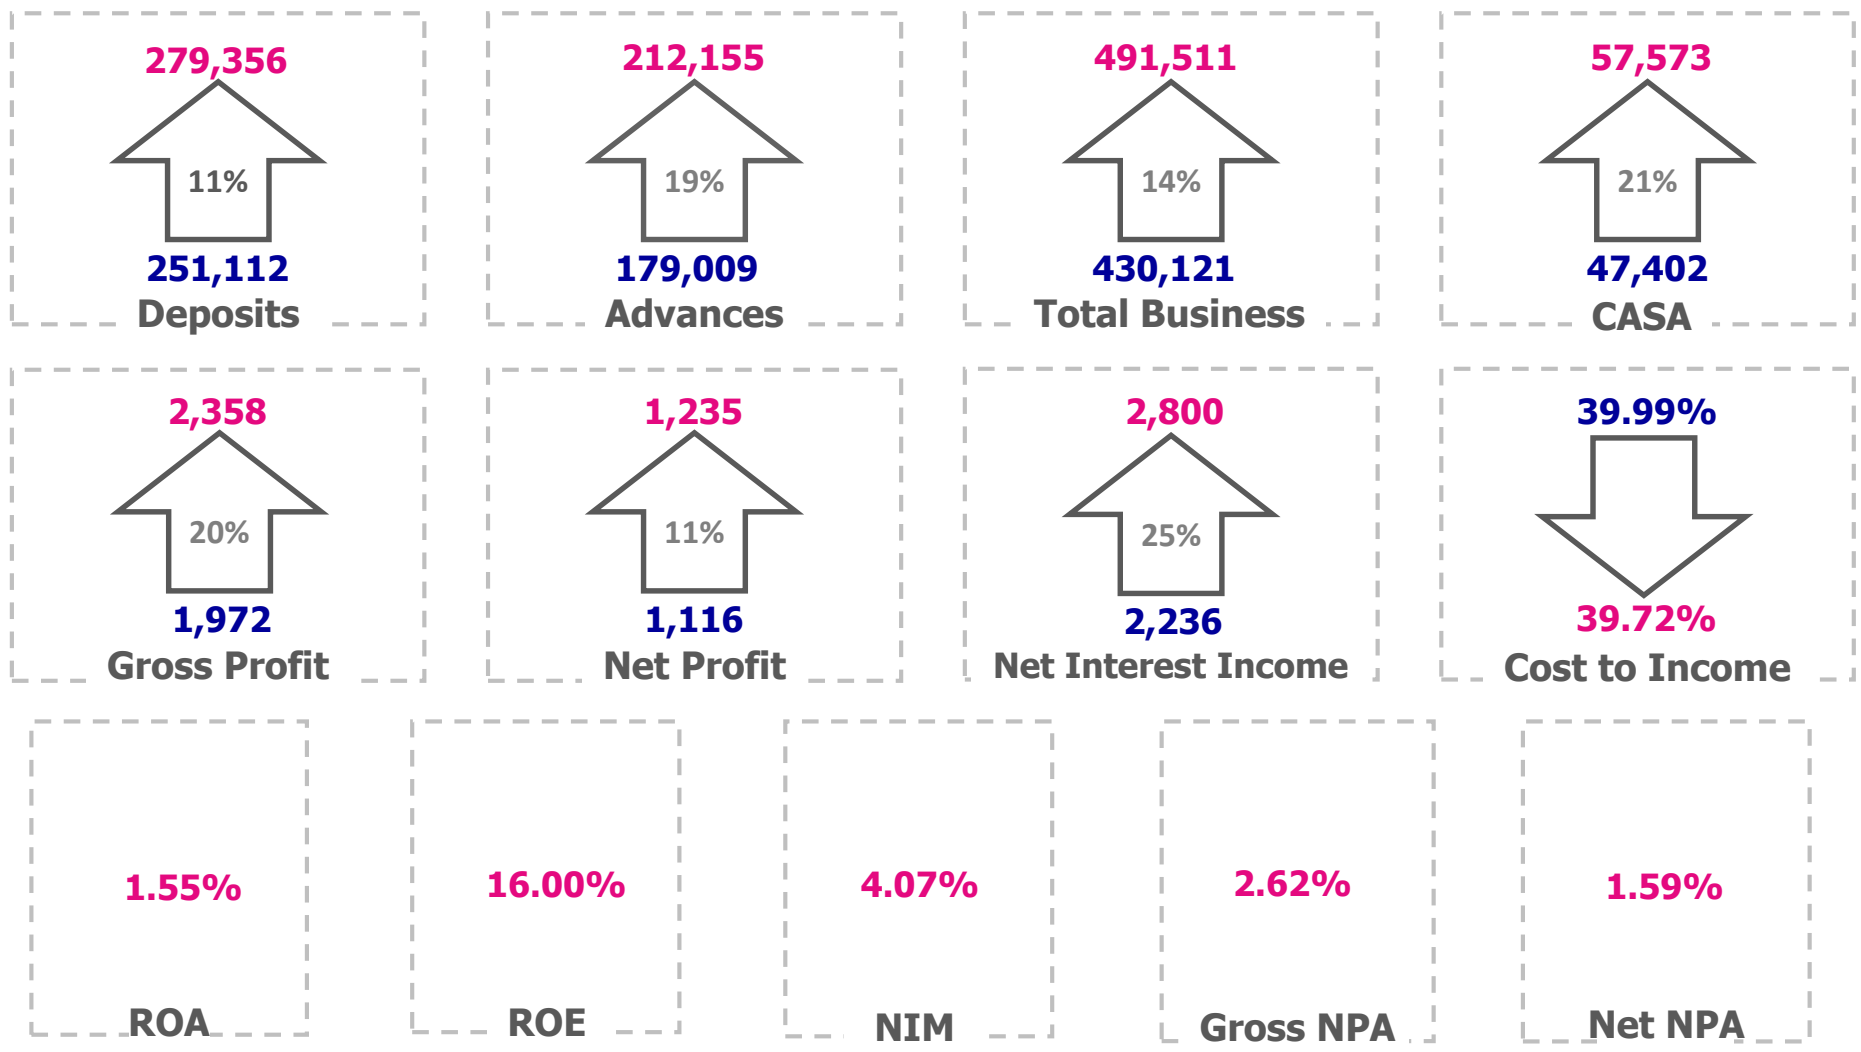 279,356
11%
251,112
Deposits
212,155
19%
179,009
Advances
491,511
14%
430,121
Total Business
57,573
21%
47,402
CASA
2,358
20%
1,972
Gross Profit
1,235
11%
1,116
Net Profit
2,800
25%
2,236
Net Interest Income
39.99%
39.72%
Cost to Income
1.55%
ROA
16.00%
ROE
4.07%
NIM
2.62%
Gross NPA
1.59%
Net NPA